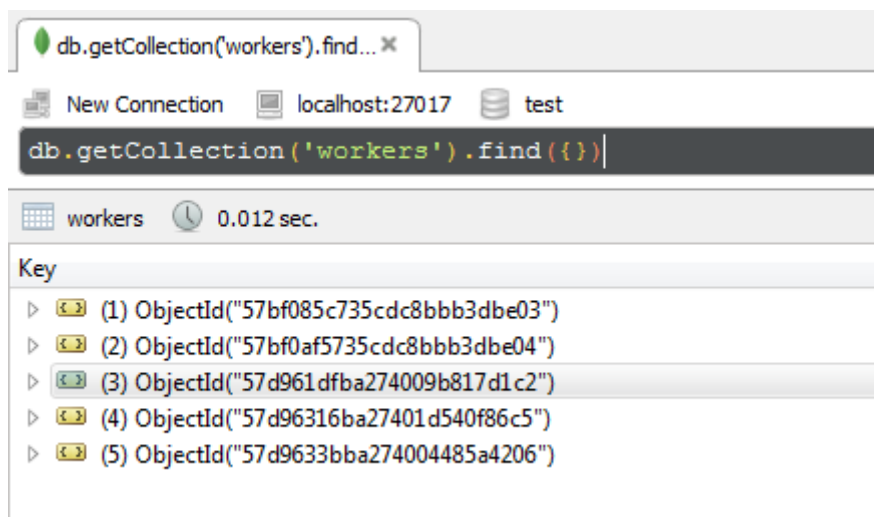 db.getCollection('workers').find...
New Connection localhost:27017 test
db.getCollection('workers').find({})
workers 0.012 sec.
Key
(1) ObjectId("57bf085c735cdc8bbb3dbe03")
(2) ObjectId("57bf0af5735cdc8bbb3dbe04")
(3) ObjectId("57d961dfba274009b817d1c2")
(4) ObjectId("57d96316ba27401d540f86c5")
(5) ObjectId("57d9633bba274004485a4206")